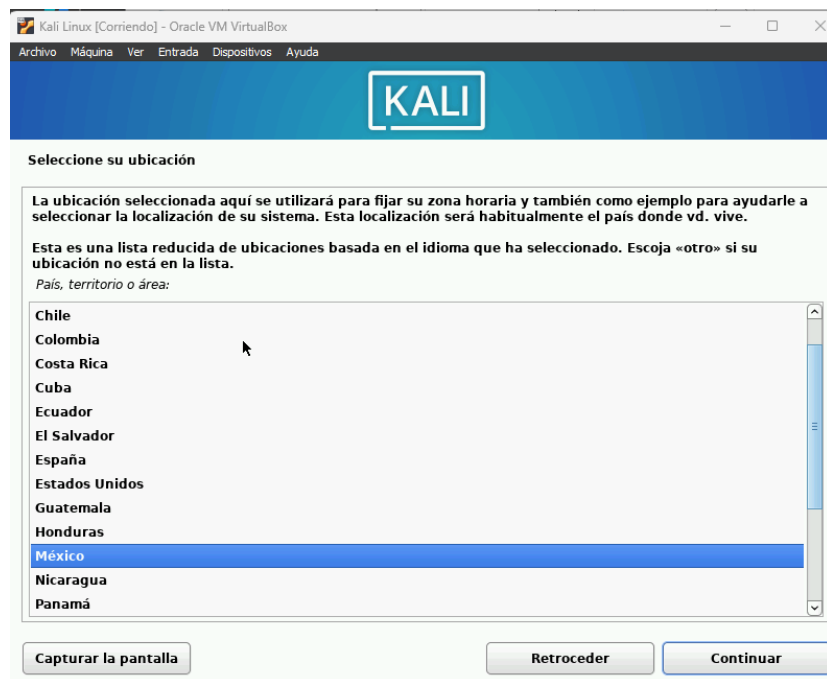 Kali Linux [Corriendo] - Oracle VM VirtualBox
Archivo Máquina Ver Entrada Dispositivos Ayuda
KALI
Seleccione su ubicación
La ubicación seleccionada aquí se utilizará para fijar su zona horaria y también como ejemplo para ayudarle a
seleccionar la localización de su sistema. Esta localización será habitualmente el país donde vd. vive.
Esta es una lista reducida de ubicaciones basada en el idioma que ha seleccionado. Escoja «otro» si su
ubicación no está en la lista.
País, territorio o área:
Chile
Colombia
Costa Rica
Cuba
Ecuador
El Salvador
España
Estados Unidos
Guatemala
Honduras
México
Nicaragua
Panamá
Capturar la pantalla Retroceder Continuar